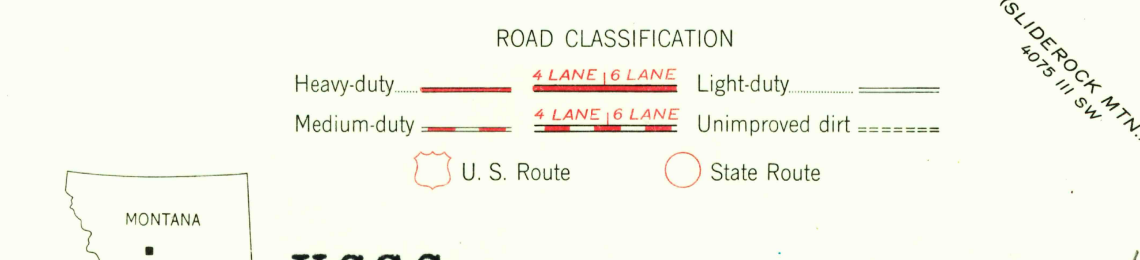 ROAD CLASSIFICATION
Heavy-duty 4 LANE 6 LANE Light-duty
Medium-duty 4 LANE 6 LANE Unimproved dirt
U. S. Route State Route
(SLIDEROCK MTN.)
4075 III SW
MONTANA
USGS